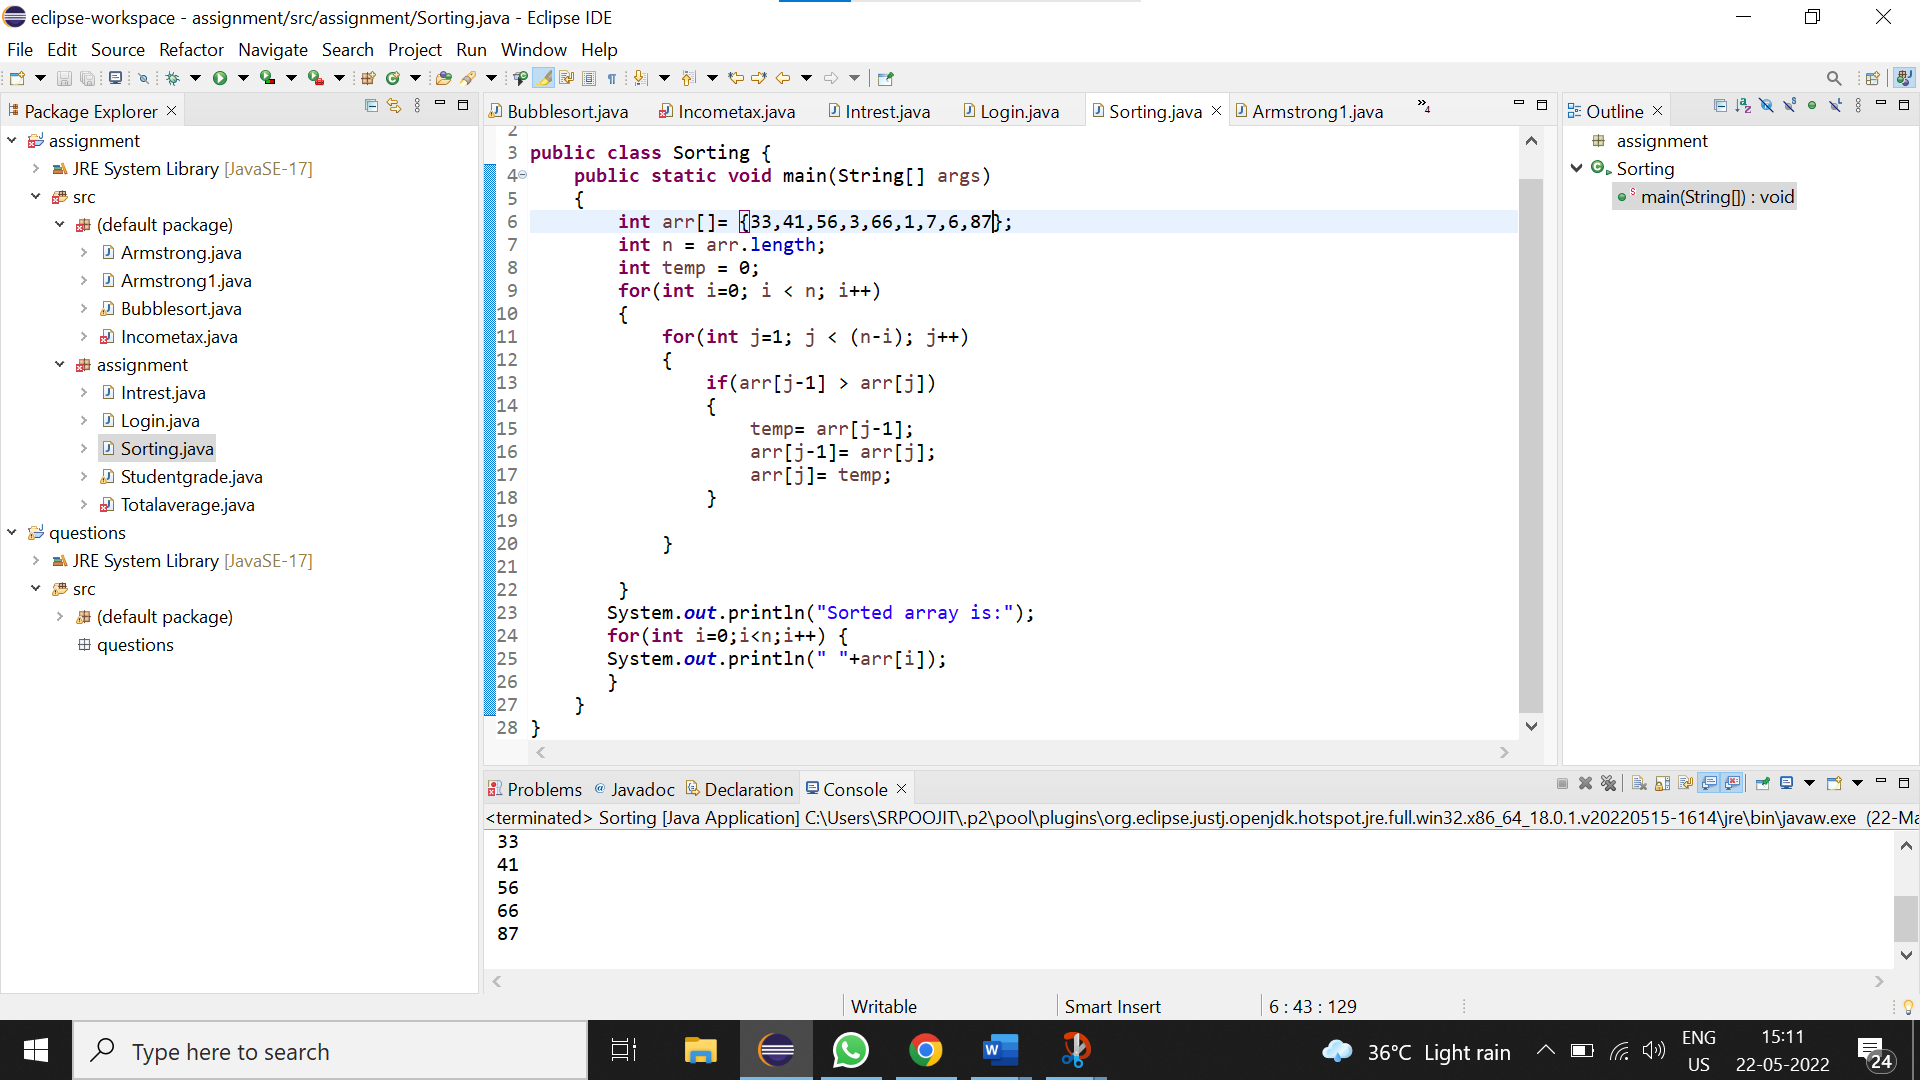 eclipse-workspace - assignment/src/assignment/Sorting.java - Eclipse IDE
File Edit Source Refactor Navigate Search Project Run Window Help
Package Explorer
assignment
JRE System Library [JavaSE-17]
src
(default package)
Armstrong.java
Armstrong1.java
Bubblesort.java
Incometax.java
assignment
Intrest.java
Login.java
Sorting.java
Studentgrade.java
Totalaverage.java
questions
JRE System Library [JavaSE-17]
src
(default package)
questions
Bubblesort.java Incometax.java Intrest.java Login.java Sorting.java Armstrong1.java »4
2
3 public class Sorting {
4 public static void main(String[] args)
5 {
6 int arr[]= {33,41,56,3,66,1,7,6,87};
7 int n = arr.length;
8 int temp = 0;
9 for(int i=0; i < n; i++)
10 {
11 for(int j=1; j < (n-i); j++)
12 {
13 if(arr[j-1] > arr[j])
14 {
15 temp= arr[j-1];
16 arr[j-1]= arr[j];
17 arr[j]= temp;
18 }
19
20 }
21
22 }
23 System.out.println("Sorted array is:");
24 for(int i=0;i<n;i++) {
25 System.out.println(" "+arr[i]);
26 }
27 }
28 }
Outline
assignment
Sorting
main(String[]) : void
Problems @ Javadoc Declaration Console
<terminated> Sorting [Java Application] C:\Users\SRPOOJIT\.p2\pool\plugins\org.eclipse.justj.openjdk.hotspot.jre.full.win32.x86_64_18.0.1.v20220515-1614\jre\bin\javaw.exe (22-Ma
33
41
56
66
87
Writable Smart Insert 6 : 43 : 129
Type here to search
36°C Light rain
ENG
US
15:11
22-05-2022
24